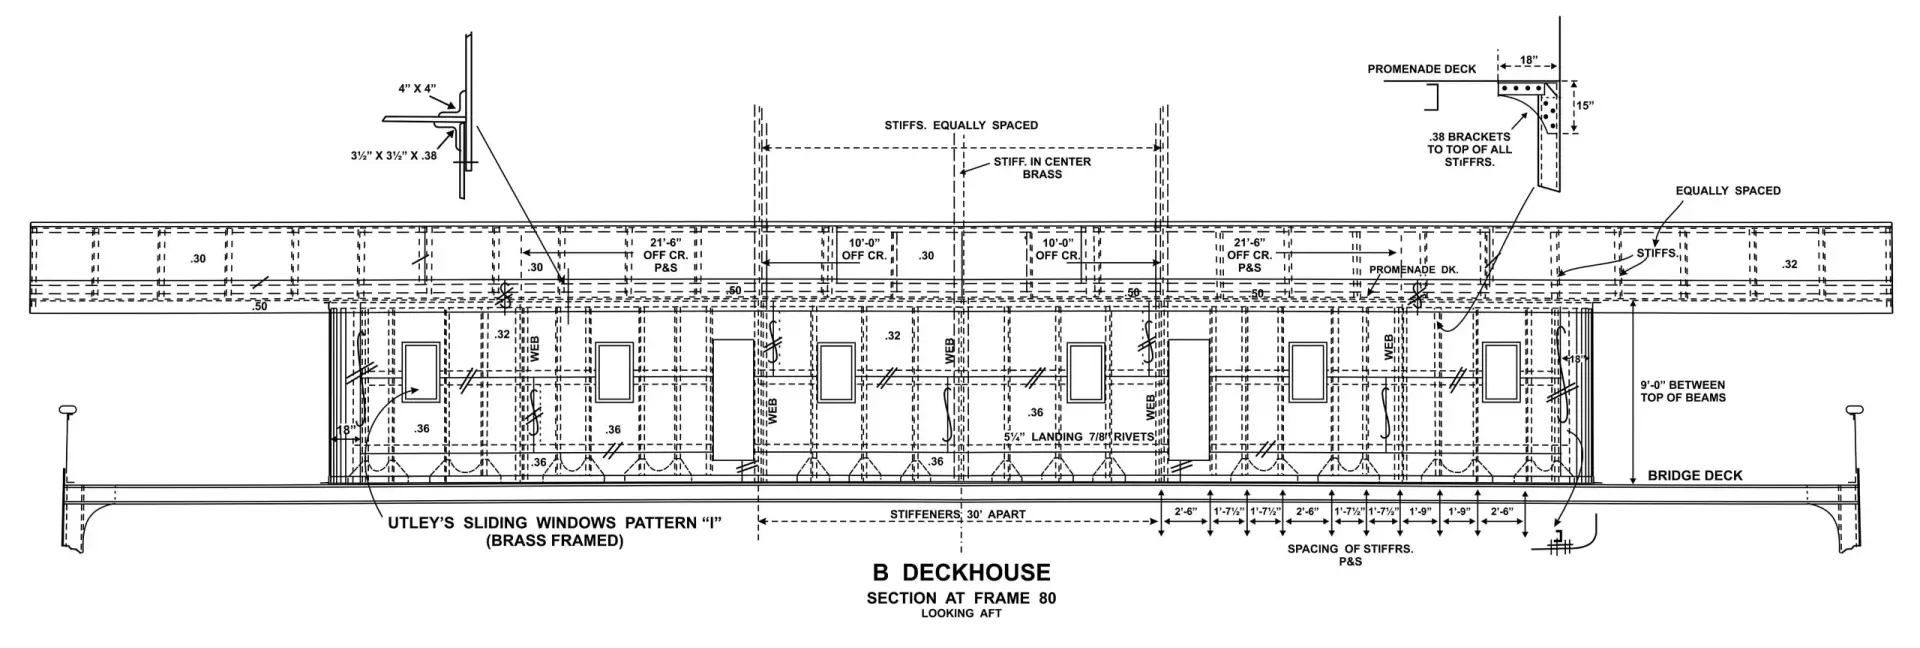 18"
PROMENADE DECK
4" X 4"
15"
STIFFS. EQUALLY SPACED
.38 BRACKETS
TO TOP OF ALL
STIFFRS.
3½" X 3½" X .38
STIFF. IN CENTER
BRASS
EQUALLY SPACED
21'-6"
OFF CR.
P&S
10'-0"
OFF CR.
10'-0"
OFF CR.
21'-6"
OFF CR.
P&S
STIFFS.
.30
.30
.30
.32
PROMENADE DK.
.50
.50
.50
.50
.32
.32
WEB
WEB
WEB
18"
9'-0" BETWEEN
TOP OF BEAMS
WEB
WEB
.36
18"
.36
.36
5¼" LANDING 7/8" RIVETS
.36
.36
BRIDGE DECK
UTLEY'S SLIDING WINDOWS PATTERN "I"
(BRASS FRAMED)
STIFFENERS 30' APART
2'-6"
1'-7½"
1'-7½"
2'-6"
1'-7½"
1'-7½"
1'-9"
1'-9"
2'-6"
SPACING OF STIFFRS.
P&S
B DECKHOUSE
SECTION AT FRAME 80
LOOKING AFT